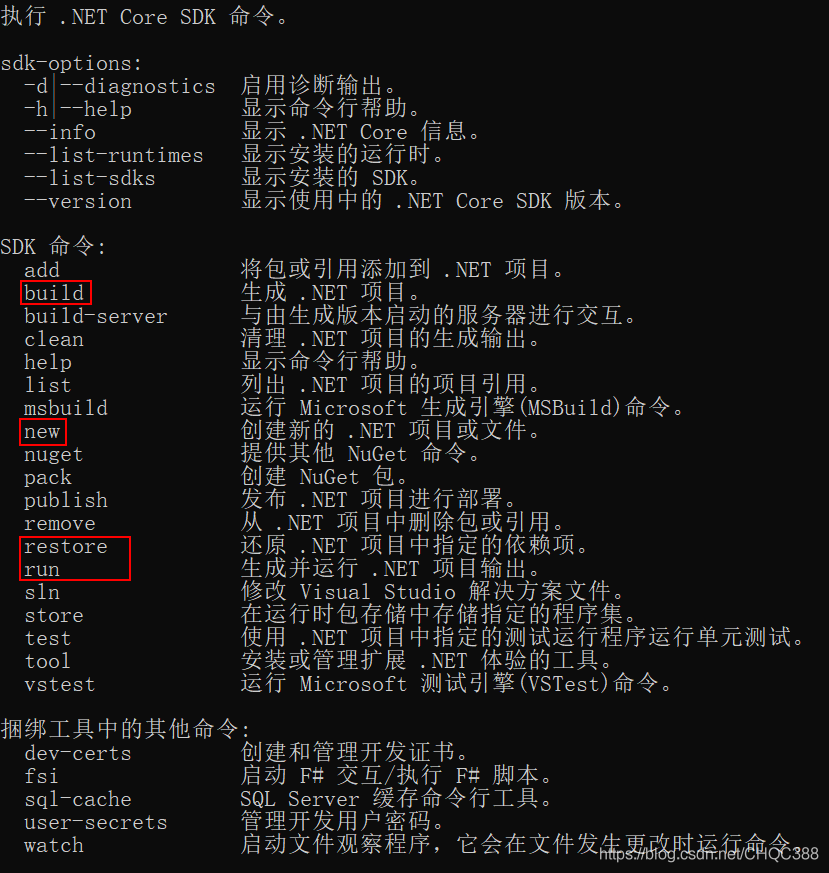 执行 .NET Core SDK 命令。
sdk-options:
-d|--diagnostics 启用诊断输出。
-h|--help 显示命令行帮助。
--info 显示 .NET Core 信息。
--list-runtimes 显示安装的运行时。
--list-sdks 显示安装的 SDK。
--version 显示使用中的 .NET Core SDK 版本。
SDK 命令:
add 将包或引用添加到 .NET 项目。
build 生成 .NET 项目。
build-server 与由生成版本启动的服务器进行交互。
clean 清理 .NET 项目的生成输出。
help 显示命令行帮助。
list 列出 .NET 项目的项目引用。
msbuild 运行 Microsoft 生成引擎(MSBuild)命令。
new 创建新的 .NET 项目或文件。
nuget 提供其他 NuGet 命令。
pack 创建 NuGet 包。
publish 发布 .NET 项目进行部署。
remove 从 .NET 项目中删除包或引用。
restore 还原 .NET 项目中指定的依赖项。
run 生成并运行 .NET 项目输出。
sln 修改 Visual Studio 解决方案文件。
store 在运行时包存储中存储指定的程序集。
test 使用 .NET 项目中指定的测试运行程序运行单元测试。
tool 安装或管理扩展 .NET 体验的工具。
vstest 运行 Microsoft 测试引擎(VSTest)命令。
捆绑工具中的其他命令:
dev-certs 创建和管理开发证书。
fsi 启动 F# 交互/执行 F# 脚本。
sql-cache SQL Server 缓存命令行工具。
user-secrets 管理开发用户密码。
watch 启动文件观察程序，它会在文件发生更改时运行命令。
https://blog.csdn.net/CHQC388